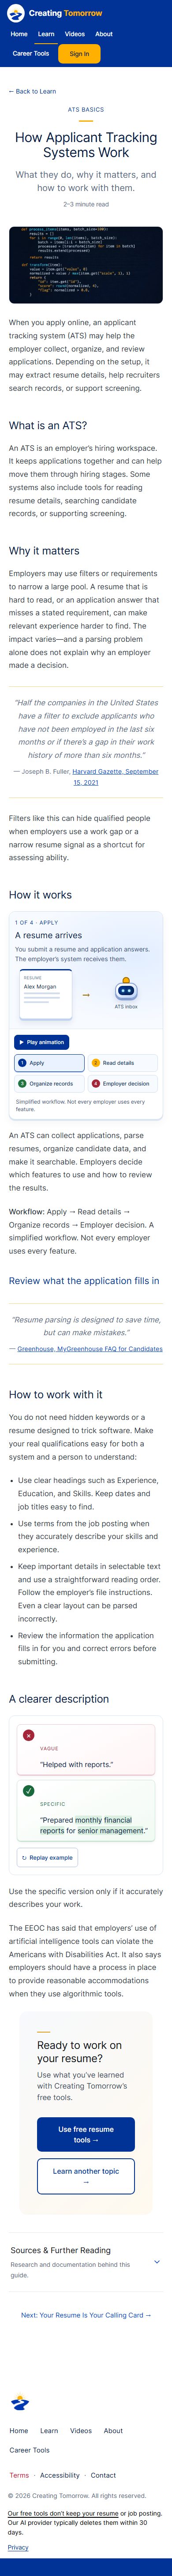 Creating Tomorrow
Home Learn Videos About
Career Tools Sign In
← Back to Learn
ATS BASICS
How Applicant Tracking
Systems Work
What they do, why it matters, and
how to work with them.
2–3 minute read
When you apply online, an applicant
tracking system (ATS) may help the
employer collect, organize, and review
applications. Depending on the setup, it
may extract resume details, help recruiters
search records, or support screening.
What is an ATS?
An ATS is an employer's hiring workspace.
It keeps applications together and can help
move them through hiring stages. Some
systems also include tools for reading
resume details, searching candidate
records, or supporting screening.
Why it matters
Employers may use filters or requirements
to narrow a large pool. A resume that is
hard to read, or an application answer that
misses a stated requirement, can make
relevant experience harder to find. The
impact varies—and a parsing problem
alone does not explain why an employer
made a decision.
“Half the companies in the United States
have a filter to exclude applicants who
have not been employed in the last six
months or if there's a gap in their work
history of more than six months.”
— Joseph B. Fuller, Harvard Gazette, September
15, 2021
Filters like this can hide qualified people
when employers use a work gap or a
narrow resume signal as a shortcut for
assessing ability.
How it works
1 OF 4 · APPLY
A resume arrives
You submit a resume and application answers.
The employer's system receives them.
RESUME
Alex Morgan
→
ATS inbox
▶ Play animation
1 Apply
2 Read details
3 Organize records
4 Employer decision
Simplified workflow. Not every employer uses every
feature.
An ATS can collect applications, parse
resumes, organize candidate data, and
make it searchable. Employers decide
which features to use and how to review
the results.
Workflow: Apply → Read details →
Organize records → Employer decision. A
simplified workflow. Not every employer
uses every feature.
Review what the application fills in
“Resume parsing is designed to save time,
but can make mistakes.”
— Greenhouse, MyGreenhouse FAQ for Candidates
How to work with it
You do not need hidden keywords or a
resume designed to trick software. Make
your real qualifications easy for both a
system and a person to understand:
• Use clear headings such as Experience,
Education, and Skills. Keep dates and
job titles easy to find.
• Use terms from the job posting when
they accurately describe your skills and
experience.
• Keep important details in selectable text
and use a straightforward reading order.
Follow the employer's file instructions.
Even a clear layout can be parsed
incorrectly.
• Review the information the application
fills in for you and correct errors before
submitting.
A clearer description
×
VAGUE
“Helped with reports.”
✓
SPECIFIC
“Prepared monthly financial
reports for senior management.”
↻ Replay example
Use the specific version only if it accurately
describes your work.
The EEOC has said that employers' use of
artificial intelligence tools can violate the
Americans with Disabilities Act. It also says
employers should have a process in place
to provide reasonable accommodations
when they use algorithmic tools.
Ready to work on
your resume?
Use what you've learned
with Creating Tomorrow's
free tools.
Use free resume
tools →
Learn another topic
→
Sources & Further Reading
Research and documentation behind this
guide.
Next: Your Resume Is Your Calling Card →
Home Learn Videos About
Career Tools
Terms · Accessibility · Contact
© 2026 Creating Tomorrow. All rights reserved.
Our free tools don't keep your resume or job posting.
Our AI provider typically deletes them within 30
days.
Privacy